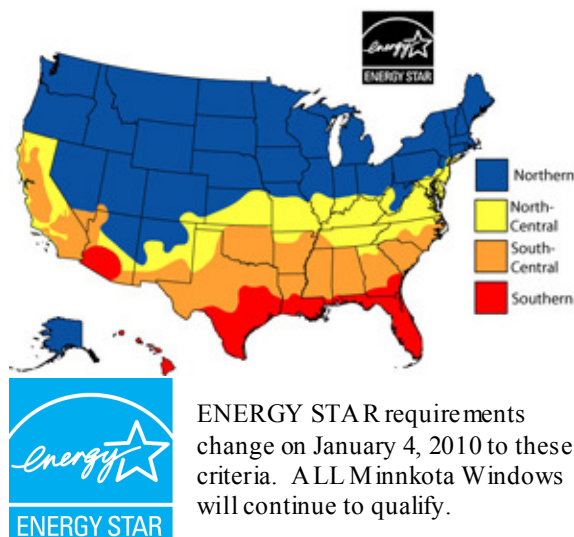 energy
ENERGY STAR
Northern
North-
Central
South-
Central
Southern
energy
ENERGY STAR
ENERGY STAR requirements
change on January 4, 2010 to these
criteria. ALL Minnkota Windows
will continue to qualify.